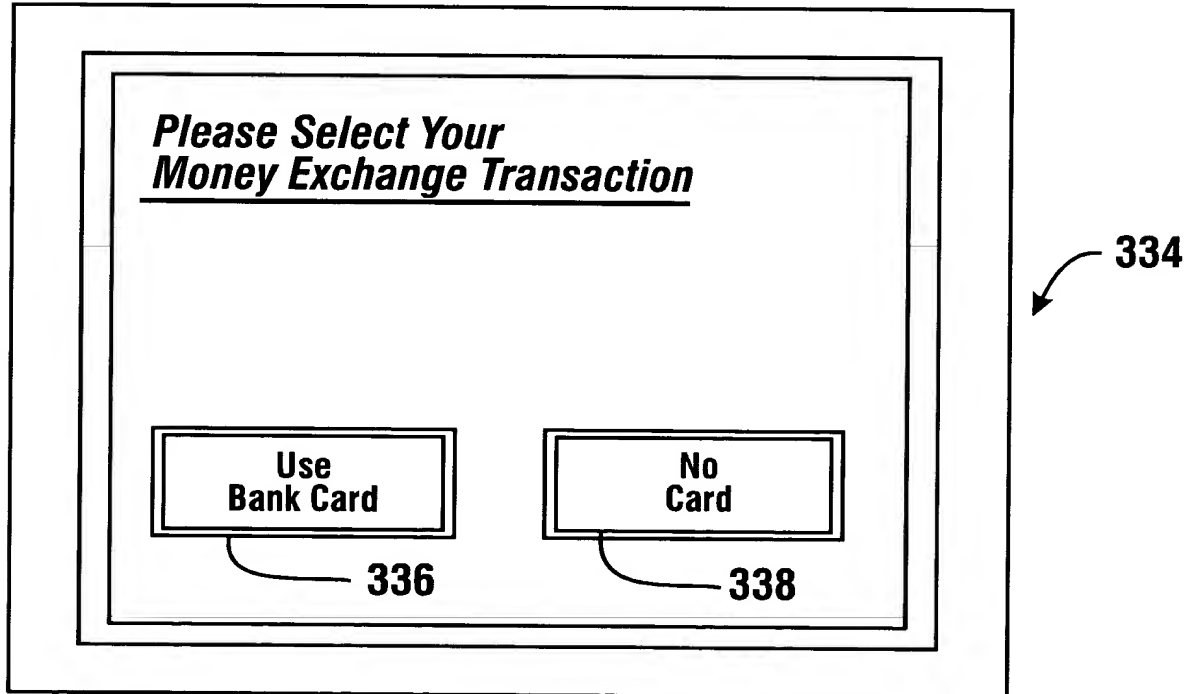 Please Select Your
Money Exchange Transaction
334
Use
Bank Card
No
Card
336
338